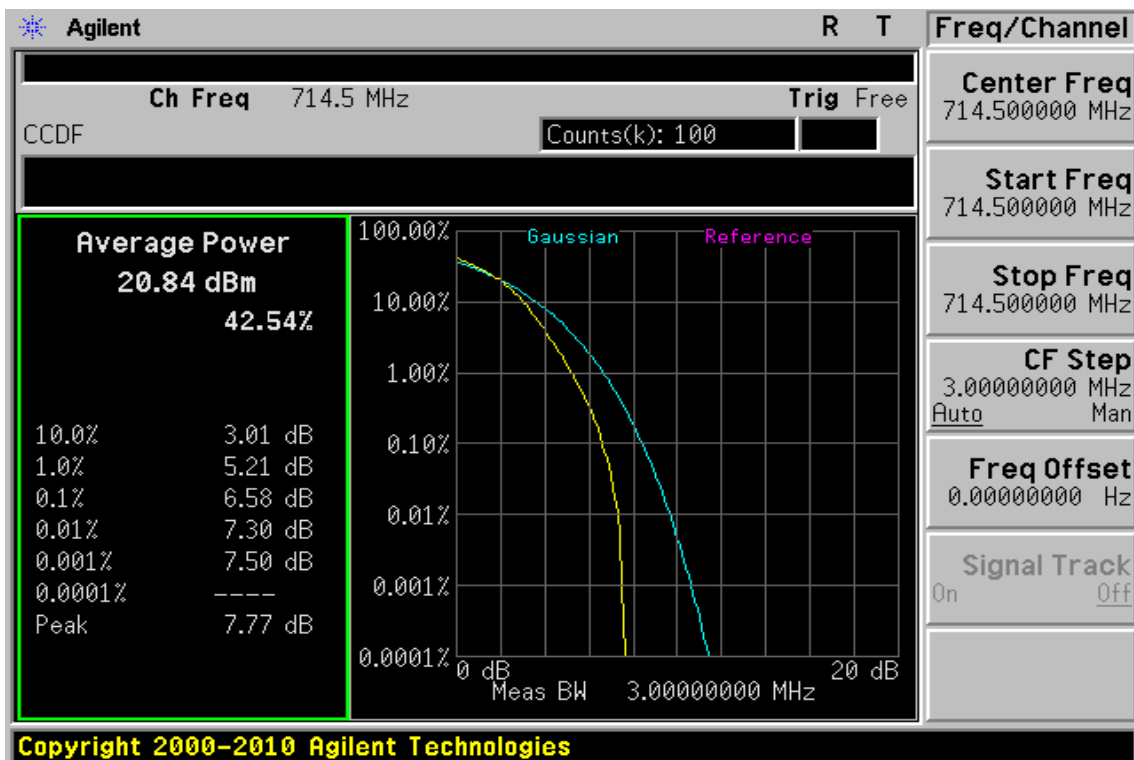 Agilent
R T
Ch Freq 714.5 MHz
Trig Free
CCDF
Counts(k): 100
Average Power
20.84 dBm
42.54%
10.0% 3.01 dB
1.0% 5.21 dB
0.1% 6.58 dB
0.01% 7.30 dB
0.001% 7.50 dB
0.0001% ----
Peak 7.77 dB
Gaussian
Reference
100.00%
10.00%
1.00%
0.10%
0.01%
0.001%
0.0001%
0 dB
20 dB
Meas BW 3.00000000 MHz
Freq/Channel
Center Freq
714.500000 MHz
Start Freq
714.500000 MHz
Stop Freq
714.500000 MHz
CF Step
3.00000000 MHz
Auto Man
Freq Offset
0.00000000 Hz
Signal Track
On Off
Copyright 2000-2010 Agilent Technologies